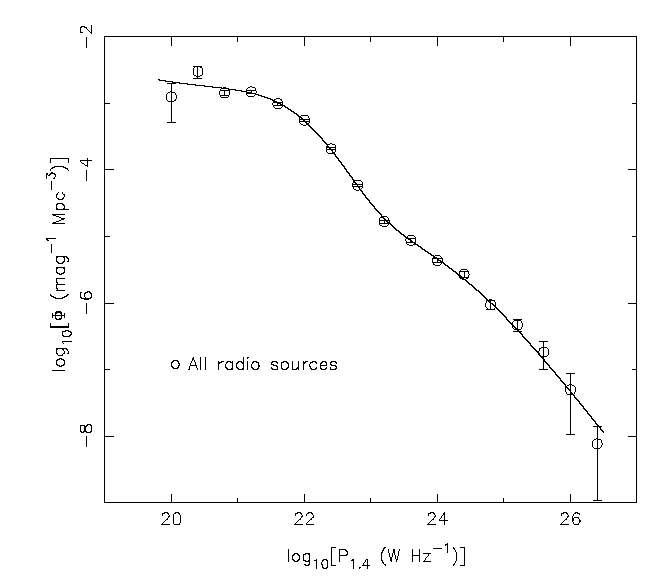 -2
-4
-6
-8
log10[Φ (mag−1 Mpc−3)]
All radio sources
20 22 24 26
log10[P1.4 (W Hz−1)]